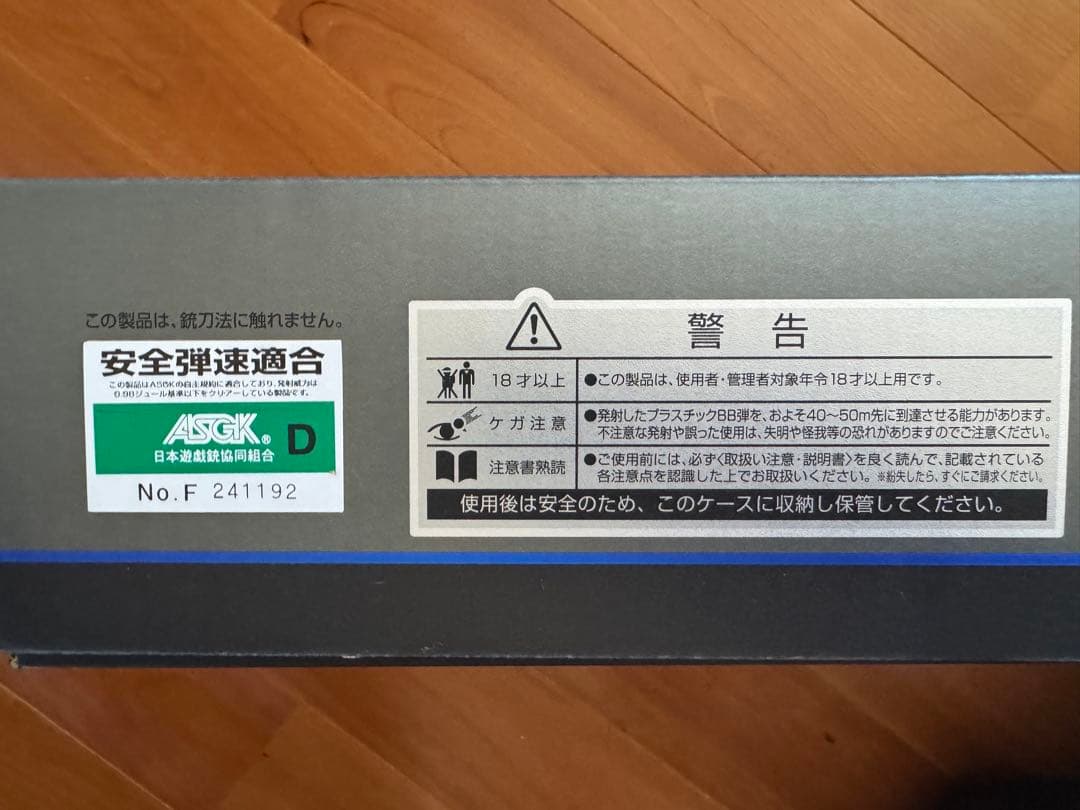 この製品は、銃刀法に触れません。
安全弾速適合
この製品はASGKの自主規約に適合しており、発射威力は
0.98ジュール基準以下をクリアーしている製品です。
ASGK® D
日本遊戯銃協同組合
No.F 241192
警告
18才以上 ●この製品は、使用者・管理者対象年令18才以上用です。
ケガ注意 ●発射したプラスチックBB弾を、およそ40〜50m先に到達させる能力があります。
不注意な発射や誤った使用は、失明や怪我等の恐れがありますのでご注意ください。
注意書熟読 ●ご使用前には、必ず〈取扱い注意・説明書〉を良く読んで、記載されている
各注意点を認識した上でお取扱いください。※紛失したら、すぐにご請求ください。
使用後は安全のため、このケースに収納し保管してください。